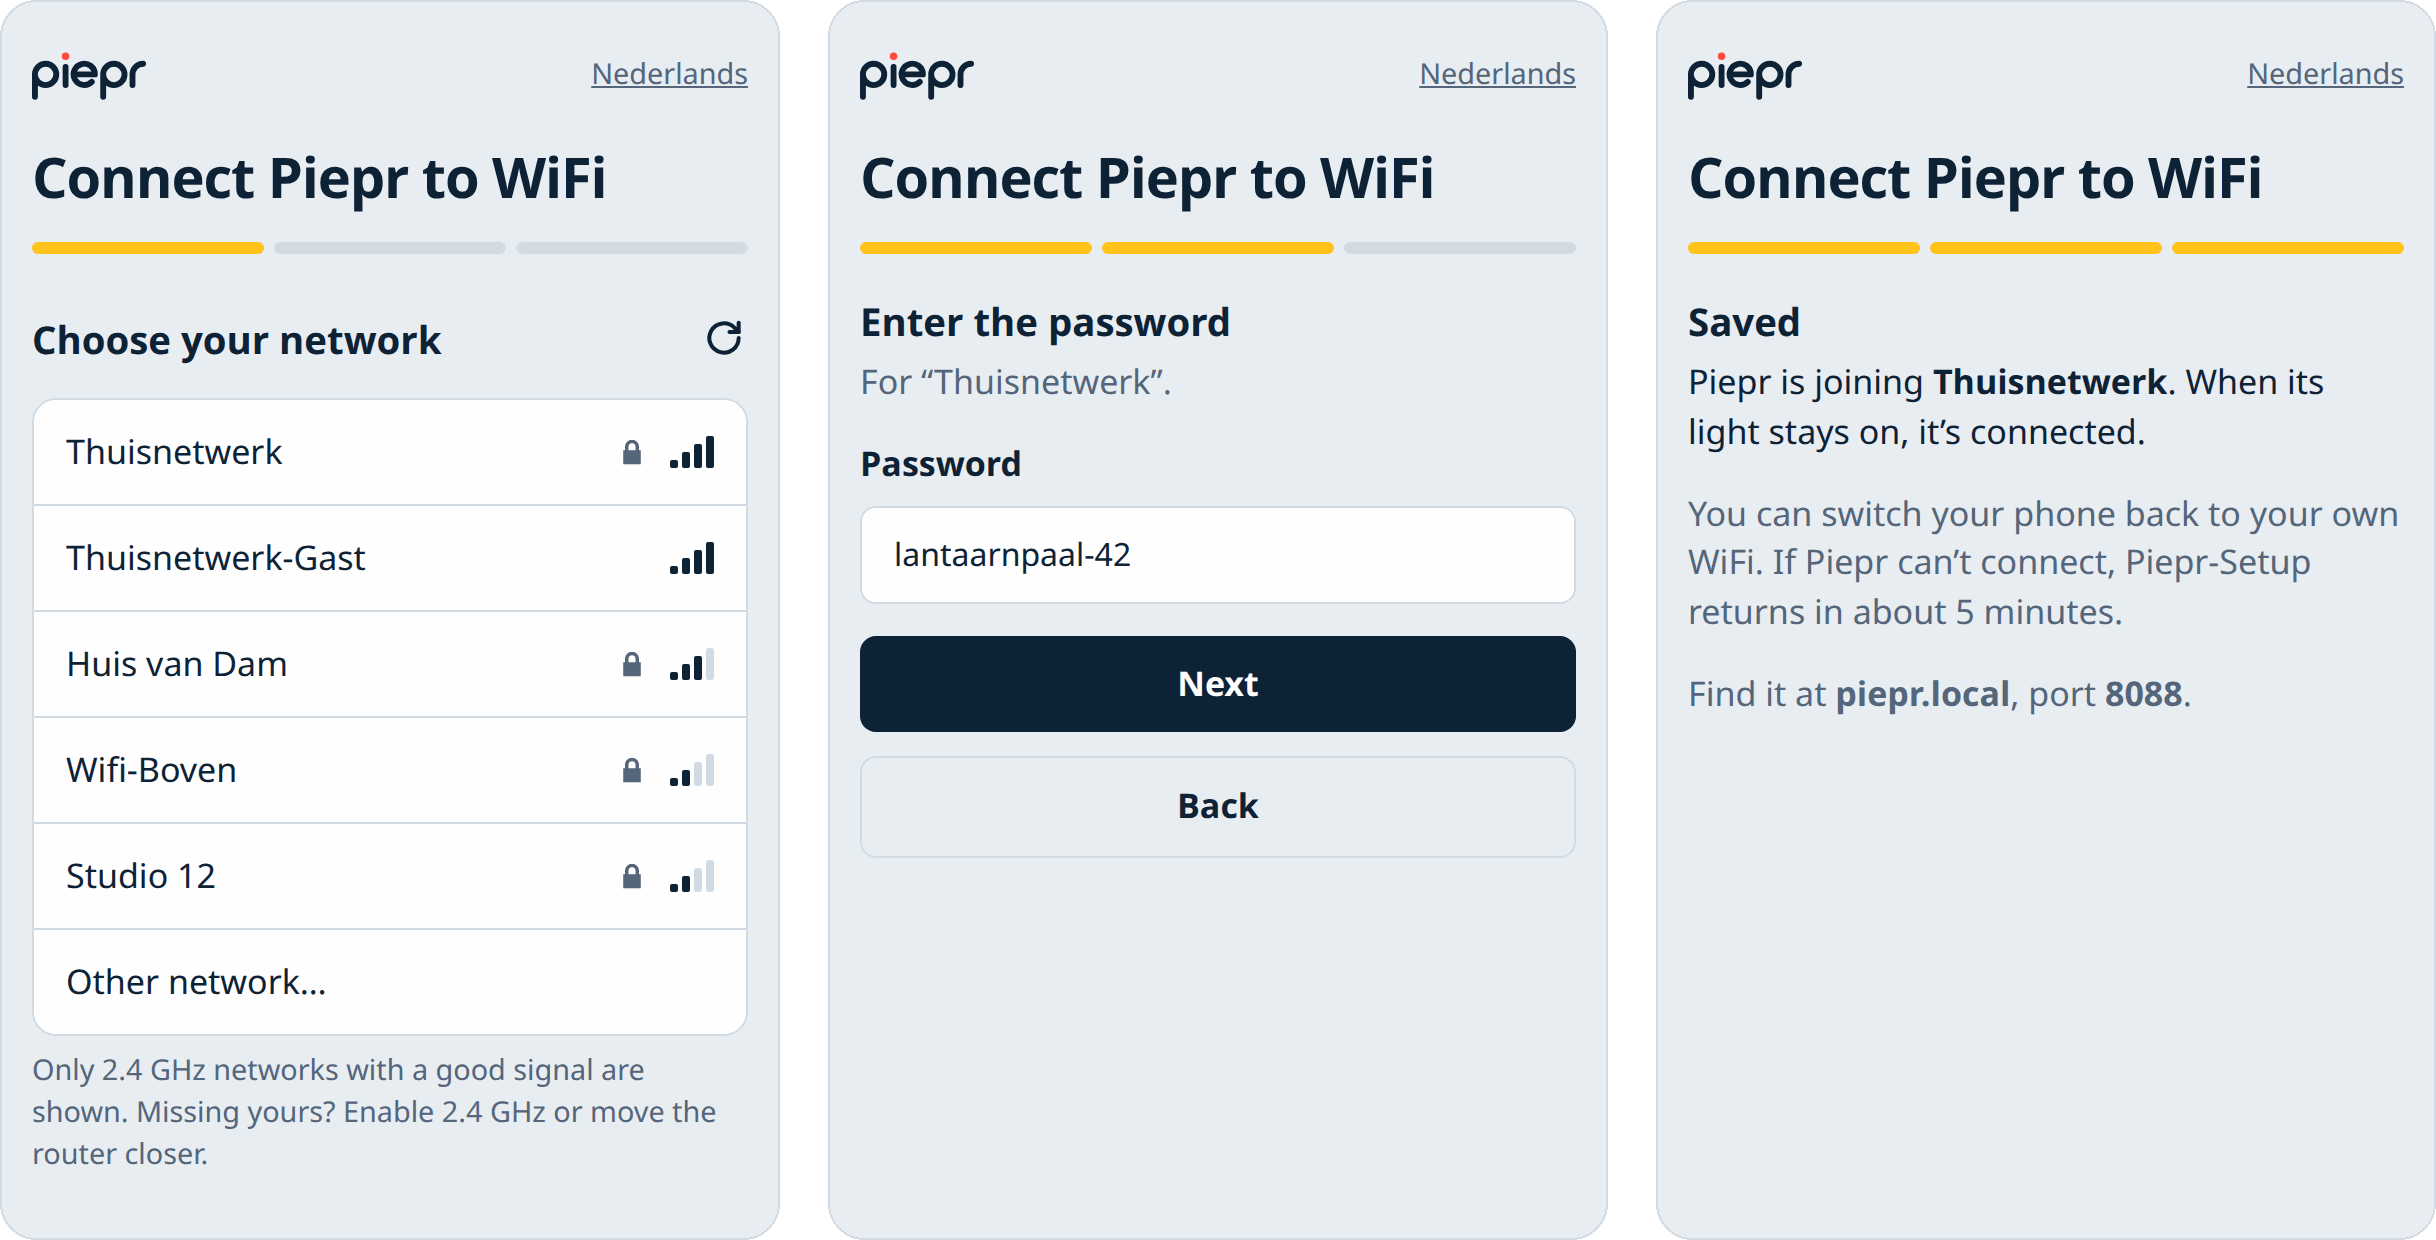 piepr
Nederlands
Connect Piepr to WiFi
Choose your network
Thuisnetwerk
Thuisnetwerk-Gast
Huis van Dam
Wifi-Boven
Studio 12
Other network...
Only 2.4 GHz networks with a good signal are
shown. Missing yours? Enable 2.4 GHz or move the
router closer.
piepr
Nederlands
Connect Piepr to WiFi
Enter the password
For “Thuisnetwerk”.
Password
lantaarnpaal-42
Next
Back
piepr
Nederlands
Connect Piepr to WiFi
Saved
Piepr is joining Thuisnetwerk. When its
light stays on, it’s connected.
You can switch your phone back to your own
WiFi. If Piepr can’t connect, Piepr-Setup
returns in about 5 minutes.
Find it at piepr.local, port 8088.